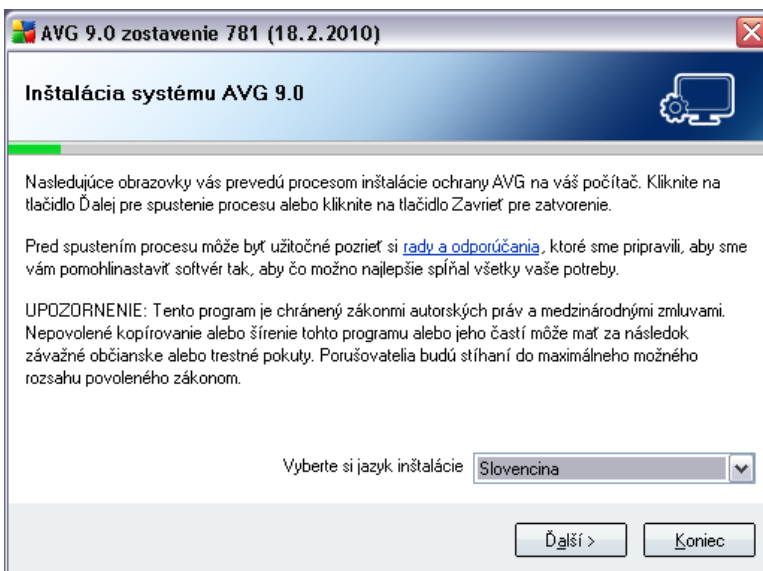 AVG 9.0 zostavenie 781 (18.2.2010)
Inštalácia systému AVG 9.0
Nasledujúce obrazovky vás prevedú procesom inštalácie ochrany AVG na váš počítač. Kliknite na
tlačidlo Ďalej pre spustenie procesu alebo kliknite na tlačidlo Zavrieť pre zatvorenie.
Pred spustením procesu môže byť užitočné pozrieť si rady a odporúčania, ktoré sme pripravili, aby sme
vám pomohlinastaviť softvér tak, aby čo možno najlepšie spĺňal všetky vaše potreby.
UPOZORNENIE: Tento program je chránený zákonmi autorských práv a medzinárodnými zmluvami.
Nepovolené kopírovanie alebo šírenie tohto programu alebo jeho častí môže mať za následok
závažné občianske alebo trestné pokuty. Porušovatelia budú stíhaní do maximálneho možného
rozsahu povoleného zákonom.
Vyberte si jazyk inštalácie Slovencina
Ďalší > Koniec